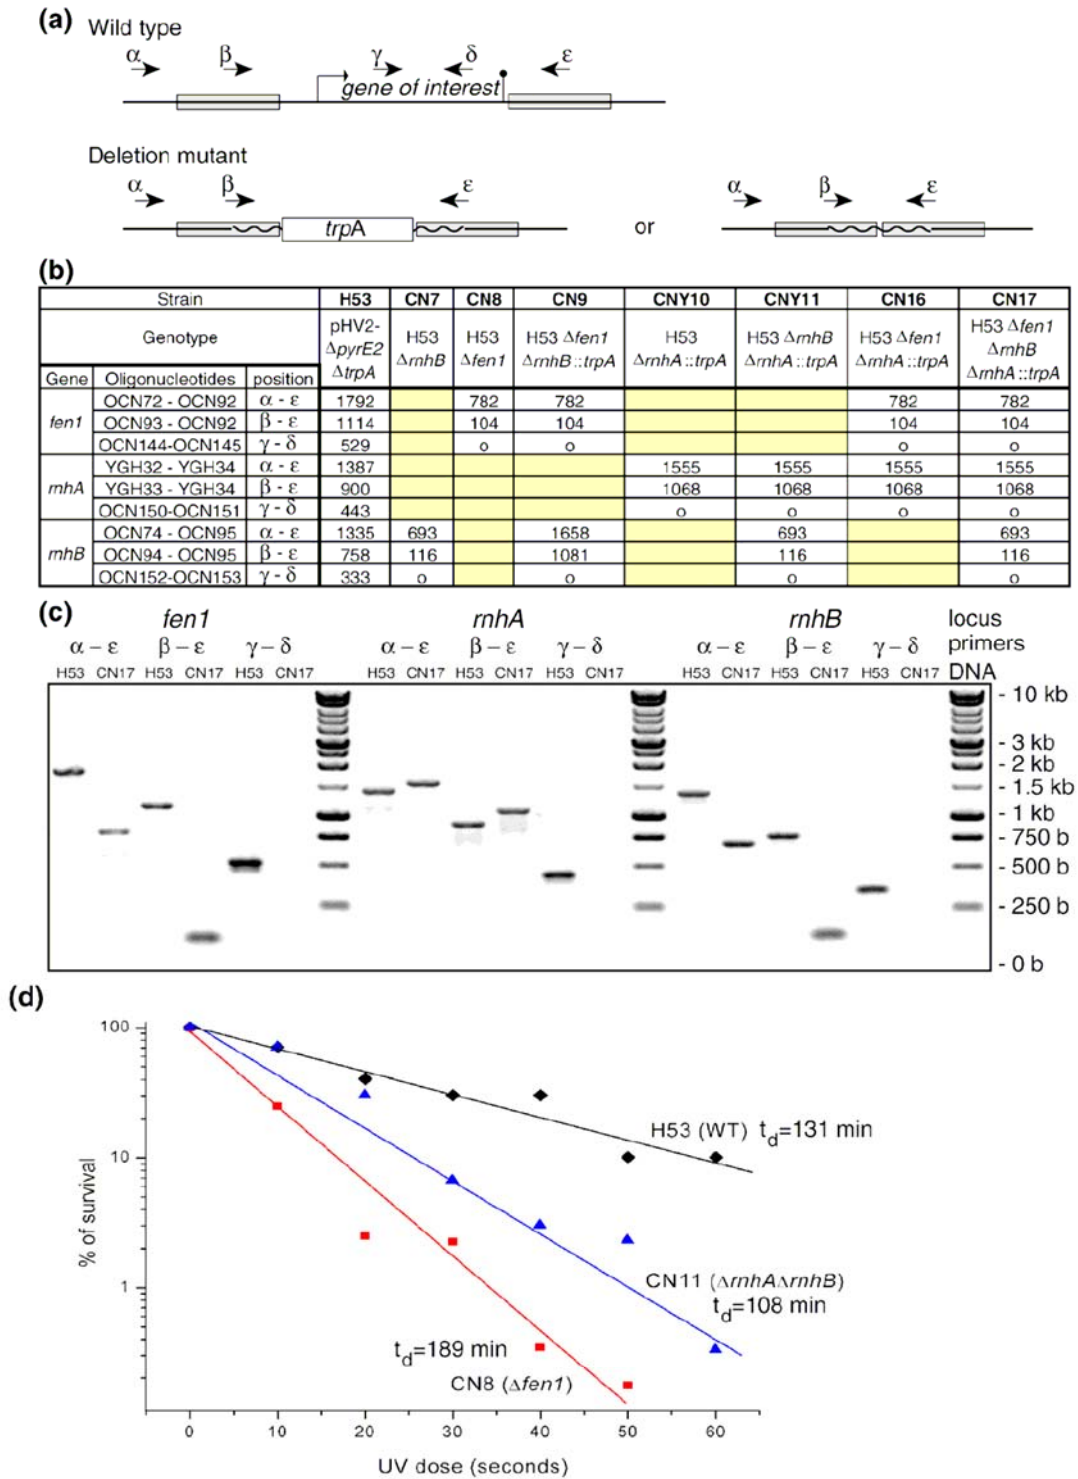 (a) Wild type
α β γ δ ε
gene of interest
Deletion mutant
α β ε α β ε
trpA or
(b)
Strain H53 CN7 CN8 CN9 CNY10 CNY11 CN16 CN17
Genotype pHV2-ΔpyrE2 ΔtrpA H53 ΔrnhB H53 Δfen1 H53 Δfen1 ΔrnhB::trpA H53 ΔrnhA::trpA H53 ΔrnhB ΔrnhA::trpA H53 Δfen1 ΔrnhA::trpA H53 Δfen1 ΔrnhB ΔrnhA::trpA
Gene Oligonucleotides position
fen1 OCN72 - OCN92 α - ε 1792 782 782 782 782
OCN93 - OCN92 β - ε 1114 104 104 104 104
OCN144-OCN145 γ - δ 529 o o o o
rnhA YGH32 - YGH34 α - ε 1387 1555 1555 1555 1555
YGH33 - YGH34 β - ε 900 1068 1068 1068 1068
OCN150-OCN151 γ - δ 443 o o o o
rnhB OCN74 - OCN95 α - ε 1335 693 1658 693 693
OCN94 - OCN95 β - ε 758 116 1081 116 116
OCN152-OCN153 γ - δ 333 o o o o
(c) fen1 rnhA rnhB locus
α – ε β – ε γ – δ α – ε β – ε γ – δ α – ε β – ε γ – δ primers
H53 CN17 H53 CN17 H53 CN17 H53 CN17 H53 CN17 H53 CN17 H53 CN17 H53 CN17 H53 CN17 DNA
- 10 kb
- 3 kb
- 2 kb
- 1.5 kb
- 1 kb
- 750 b
- 500 b
- 250 b
- 0 b
(d)
100
10
1
% of survival
H53 (WT) td=131 min
CN11 (ΔrnhAΔrnhB)
td=108 min
td=189 min
CN8 (Δfen1)
0 10 20 30 40 50 60
UV dose (seconds)